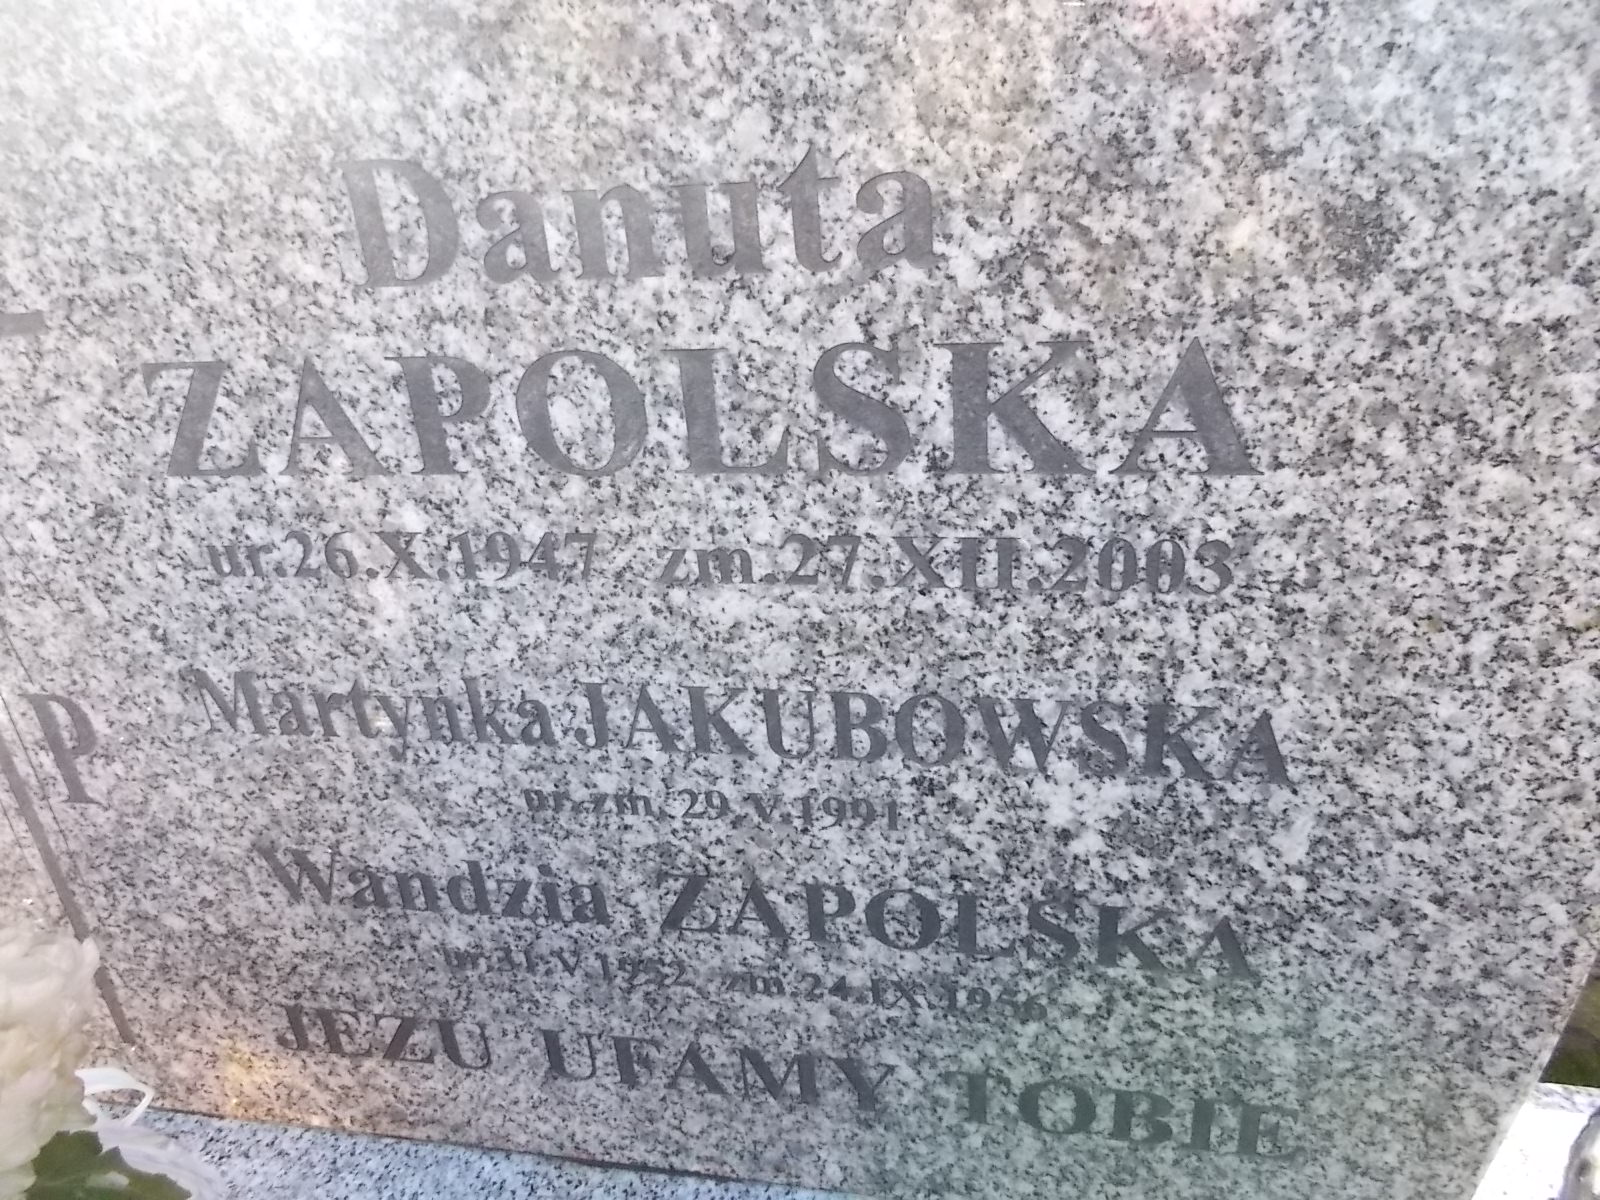 Danuta
ZAPOLSKA
ur.26.X.1947 zm.27.XII.2003
P
Martynka JAKUBOWSKA
ur.zm. 29.V.1991
Wandzia ZAPOLSKA
ur.31.V 1952 zm.24.IX.1956
JEZU UFAMY TOBIE